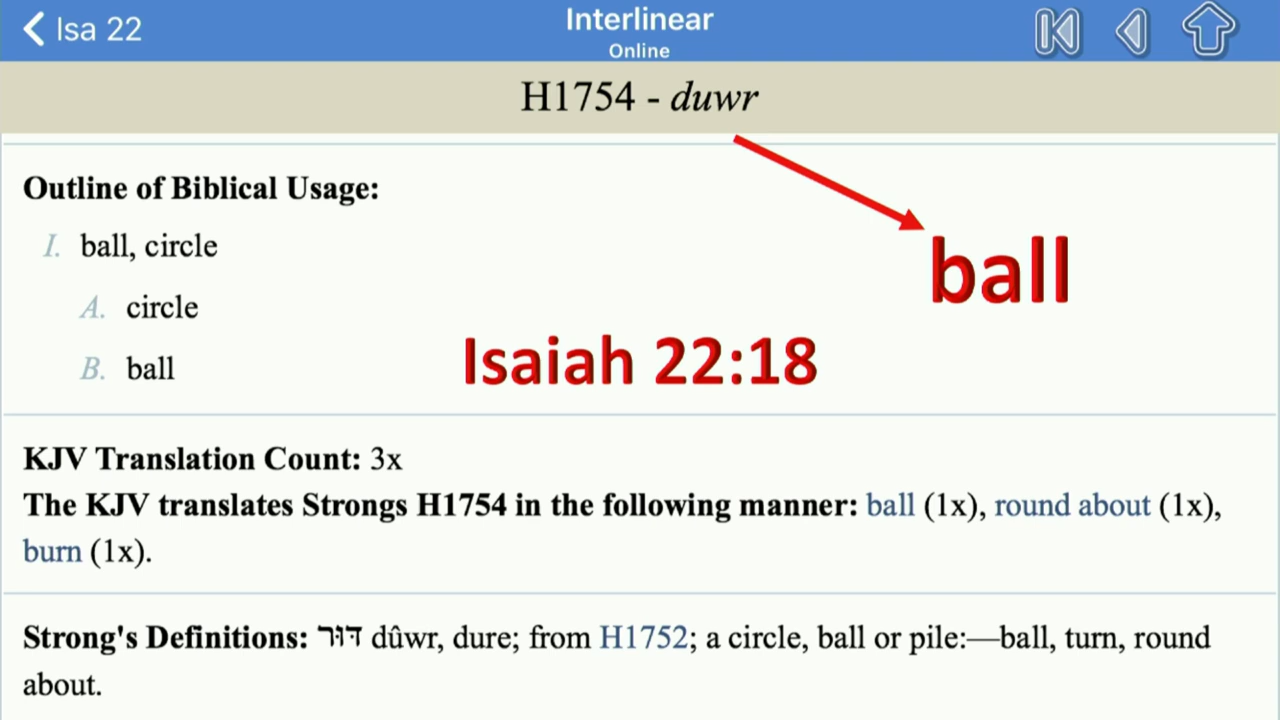 Isa 22
Interlinear
Online
H1754 - duwr
Outline of Biblical Usage:
I. ball, circle
A. circle
B. ball
ball
Isaiah 22:18
KJV Translation Count: 3x
The KJV translates Strongs H1754 in the following manner: ball (1x), round about (1x),
burn (1x).
Strong's Definitions: דּוּר dûwr, dure; from H1752; a circle, ball or pile:—ball, turn, round
about.